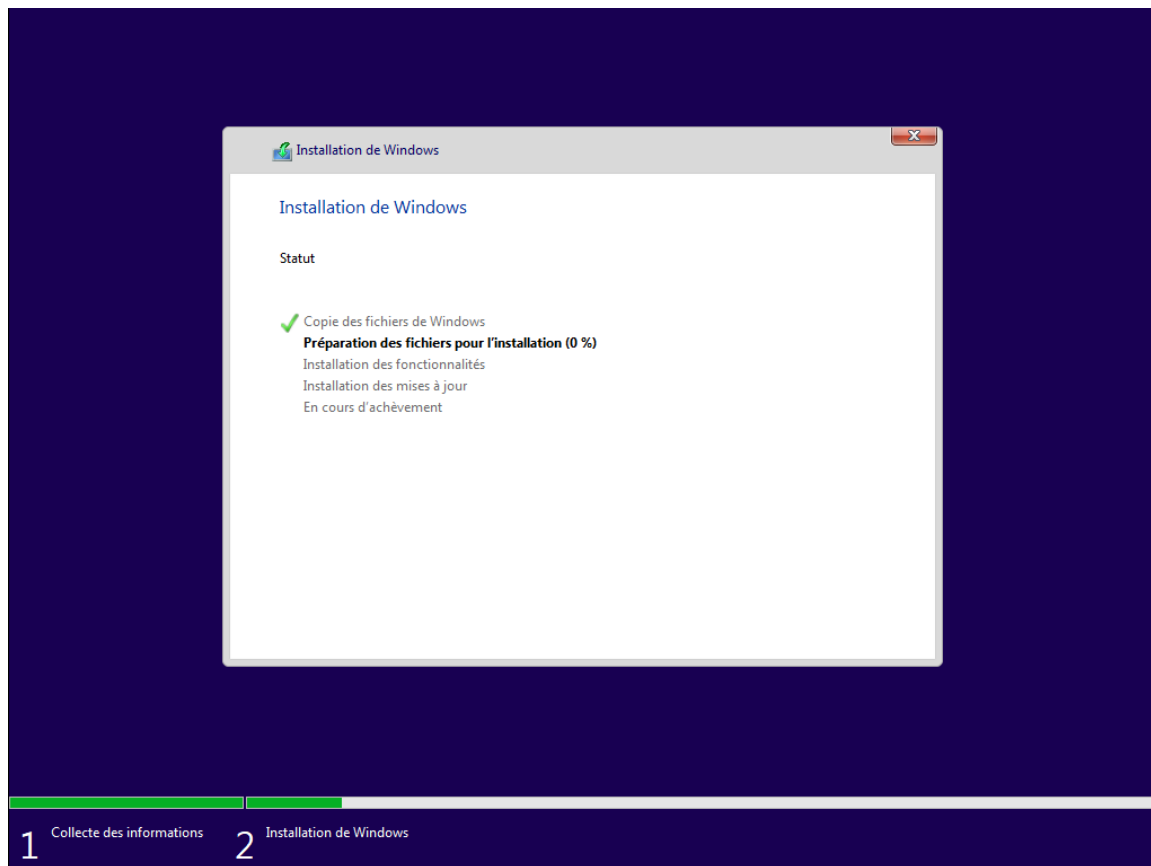 Installation de Windows
Installation de Windows
Statut
Copie des fichiers de Windows
Préparation des fichiers pour l'installation (0 %)
Installation des fonctionnalités
Installation des mises à jour
En cours d'achèvement
1 Collecte des informations 2 Installation de Windows